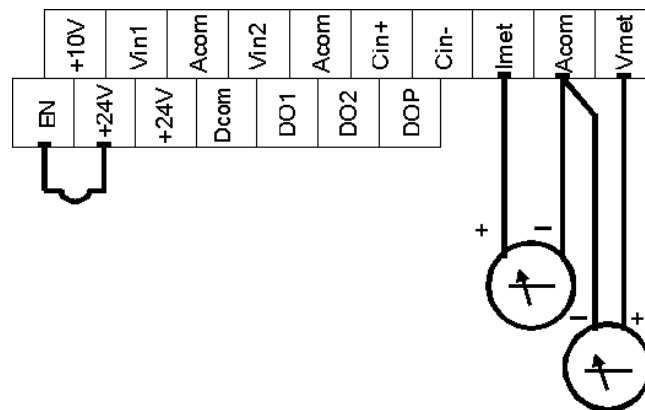 +10V Vin1 Acom Vin2 Acom Cin+ Cin- Imet Acom Vmet
EN +24V +24V Dcom DO1 DO2 DOP
+ −
− +